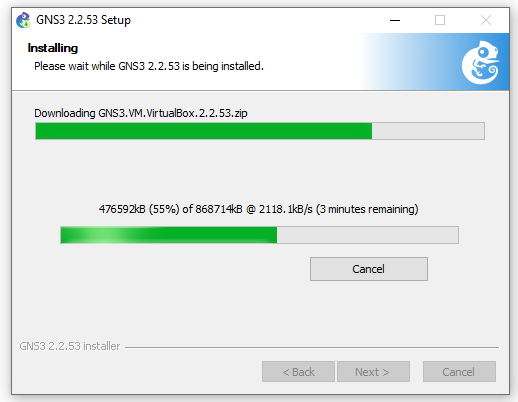 GNS3 2.2.53 Setup
Installing
Please wait while GNS3 2.2.53 is being installed.
Downloading GNS3.VM.VirtualBox.2.2.53.zip
476592kB (55%) of 868714kB @ 2118.1kB/s (3 minutes remaining)
Cancel
GNS3 2.2.53 installer
< Back Next > Cancel